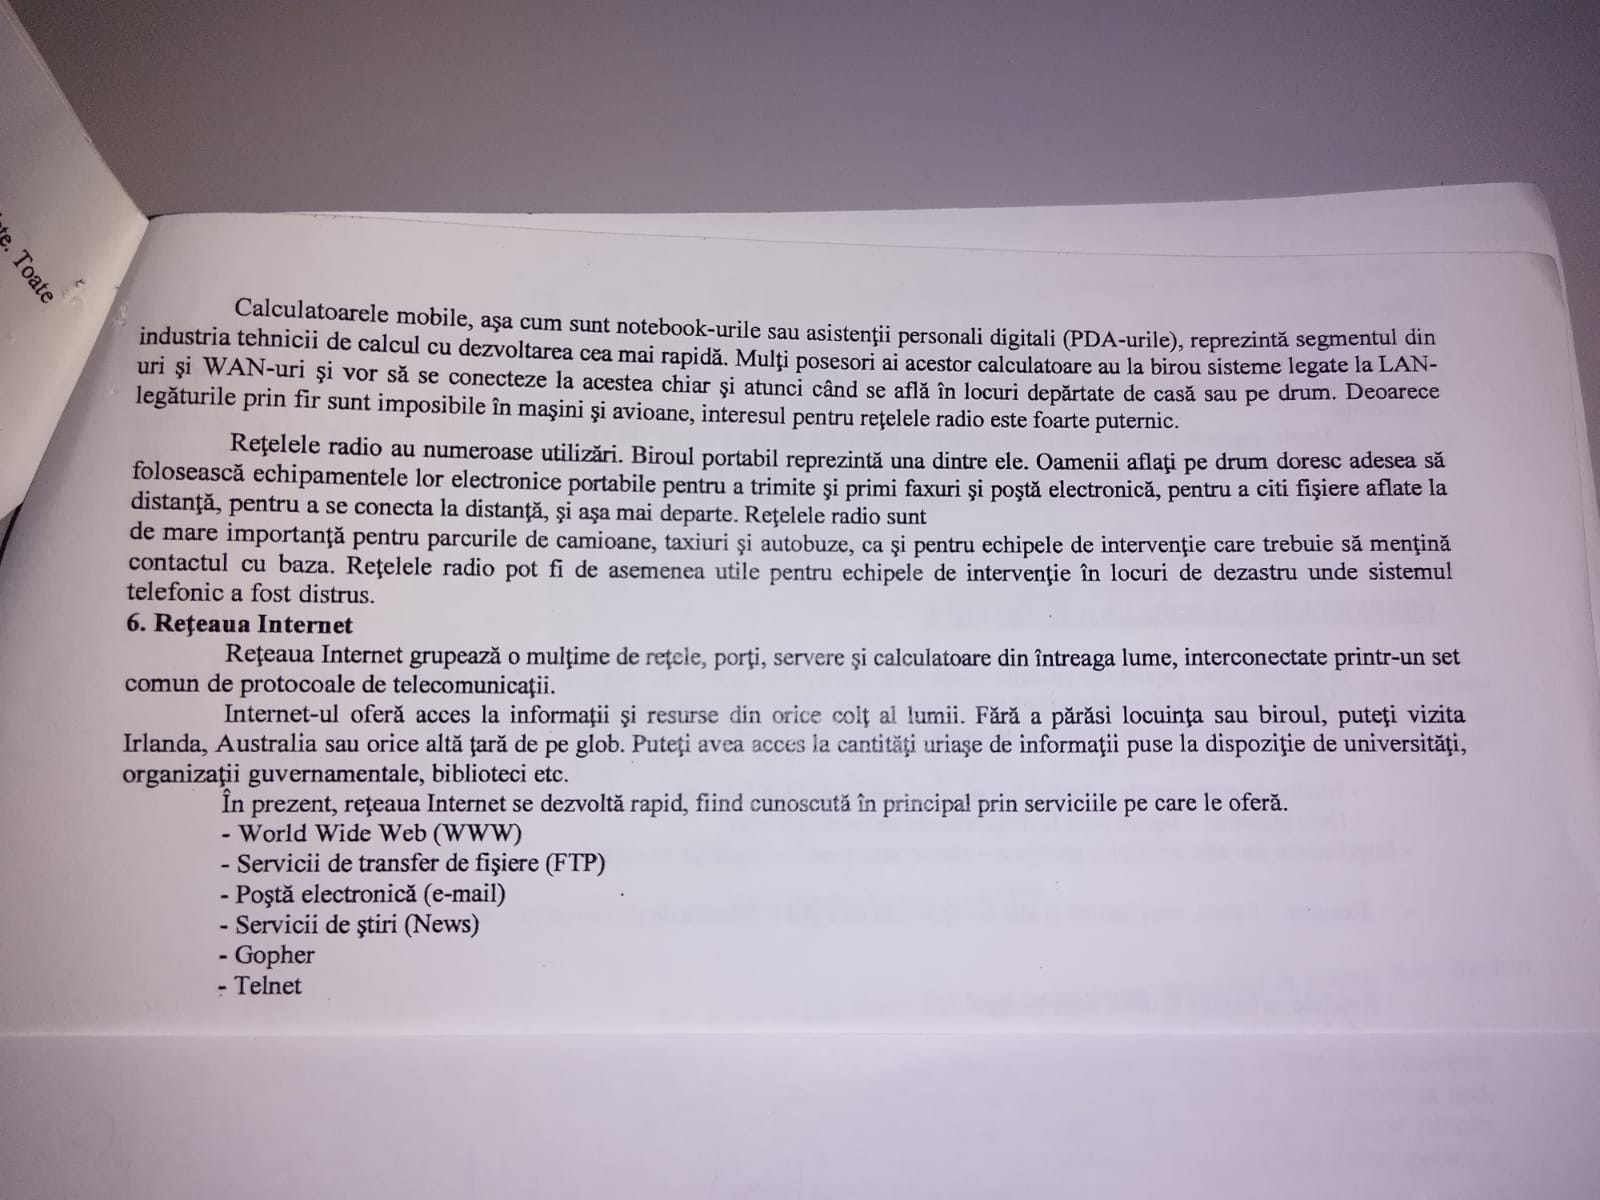 te. Toate
Calculatoarele mobile, aşa cum sunt notebook-urile sau asistenţii personali digitali (PDA-urile), reprezintă segmentul din
industria tehnicii de calcul cu dezvoltarea cea mai rapidă. Mulţi posesori ai acestor calculatoare au la birou sisteme legate la LAN-
uri şi WAN-uri şi vor să se conecteze la acestea chiar şi atunci când se află în locuri depărtate de casă sau pe drum. Deoarece
legăturile prin fir sunt imposibile în maşini şi avioane, interesul pentru reţelele radio este foarte puternic.
Reţelele radio au numeroase utilizări. Biroul portabil reprezintă una dintre ele. Oamenii aflaţi pe drum doresc adesea să
folosească echipamentele lor electronice portabile pentru a trimite şi primi faxuri şi poştă electronică, pentru a citi fişiere aflate la
distanţă, pentru a se conecta la distanţă, şi aşa mai departe. Reţelele radio sunt
de mare importanţă pentru parcurile de camioane, taxiuri şi autobuze, ca şi pentru echipele de intervenţie care trebuie să menţină
contactul cu baza. Reţelele radio pot fi de asemenea utile pentru echipele de intervenţie în locuri de dezastru unde sistemul
telefonic a fost distrus.
6. Reţeaua Internet
Reţeaua Internet grupează o mulţime de reţele, porţi, servere şi calculatoare din întreaga lume, interconectate printr-un set
comun de protocoale de telecomunicaţii.
Internet-ul oferă acces la informaţii şi resurse din orice colţ al lumii. Fără a părăsi locuinţa sau biroul, puteţi vizita
Irlanda, Australia sau orice altă ţară de pe glob. Puteţi avea acces la cantităţi uriaşe de informaţii puse la dispoziţie de universităţi,
organizaţii guvernamentale, biblioteci etc.
În prezent, reţeaua Internet se dezvoltă rapid, fiind cunoscută în principal prin serviciile pe care le oferă.
- World Wide Web (WWW)
- Servicii de transfer de fişiere (FTP)
- Poştă electronică (e-mail)
- Servicii de ştiri (News)
- Gopher
- Telnet